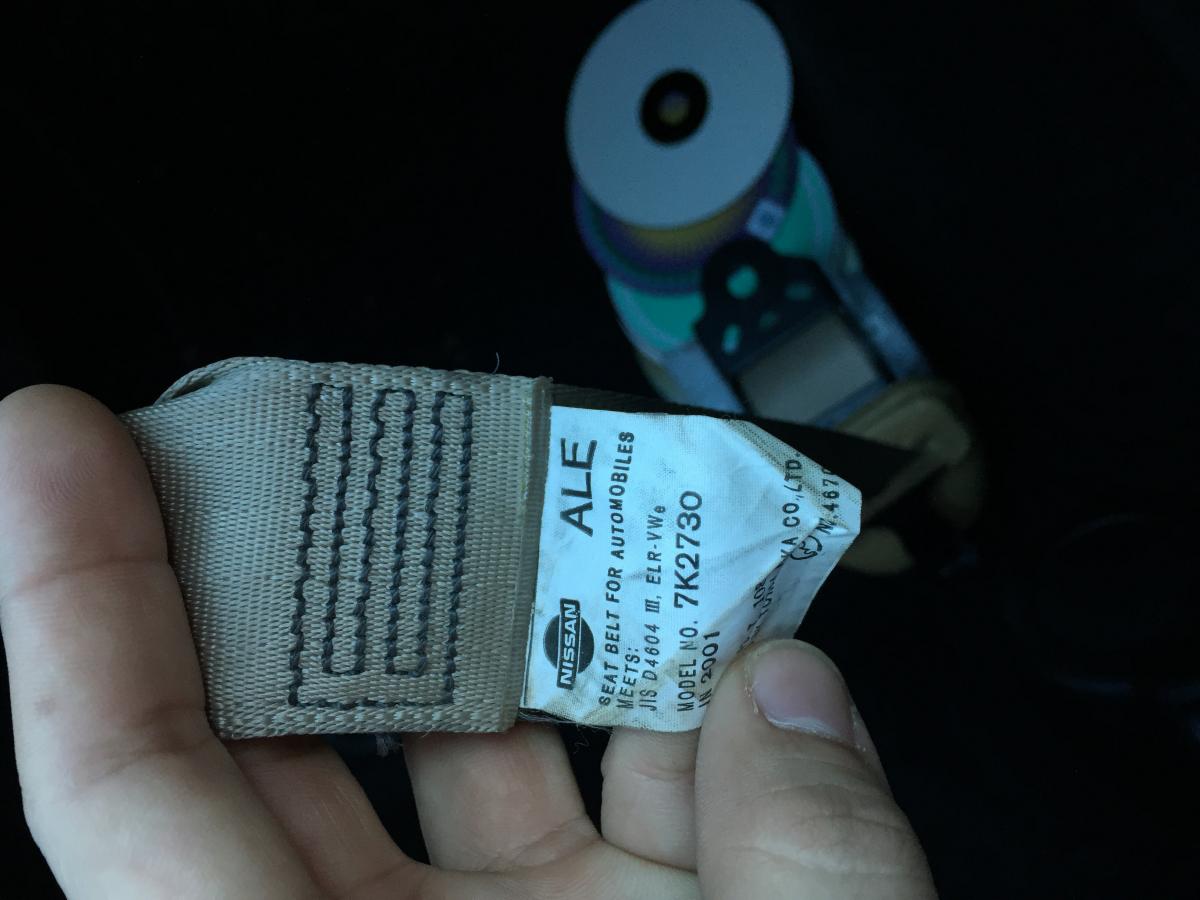 ALE
NISSAN
SEAT BELT FOR AUTOMOBILES
MEETS:
JIS D4604 III, ELR-VWe
MODEL NO. 7K2730
IN 2001
CO.,LTD.